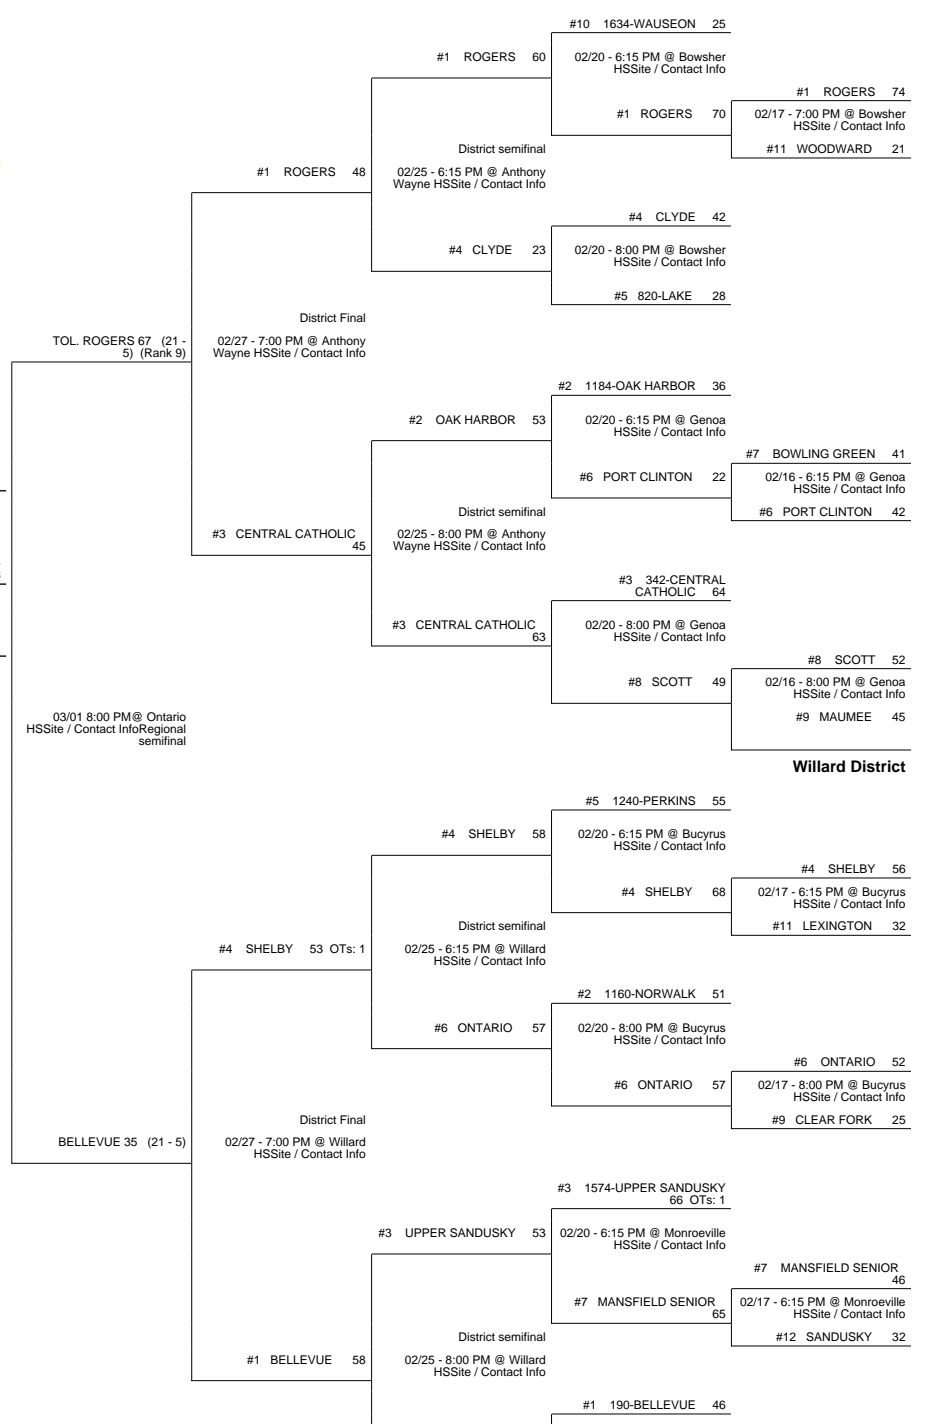 #10 1634-WAUSEON 25
#1 ROGERS 60
02/20 - 6:15 PM @ Bowsher
HSSite / Contact Info
#1 ROGERS 74
#1 ROGERS 70
02/17 - 7:00 PM @ Bowsher
HSSite / Contact Info
District semifinal
#11 WOODWARD 21
#1 ROGERS 48
02/25 - 6:15 PM @ Anthony
Wayne HSSite / Contact Info
#4 CLYDE 42
#4 CLYDE 23
02/20 - 8:00 PM @ Bowsher
HSSite / Contact Info
#5 820-LAKE 28
District Final
TOL. ROGERS 67 (21 -
5) (Rank 9)
02/27 - 7:00 PM @ Anthony
Wayne HSSite / Contact Info
#2 1184-OAK HARBOR 36
#2 OAK HARBOR 53
02/20 - 6:15 PM @ Genoa
HSSite / Contact Info
#7 BOWLING GREEN 41
#6 PORT CLINTON 22
02/16 - 6:15 PM @ Genoa
HSSite / Contact Info
District semifinal
#6 PORT CLINTON 42
#3 CENTRAL CATHOLIC
45
02/25 - 8:00 PM @ Anthony
Wayne HSSite / Contact Info
#3 342-CENTRAL
CATHOLIC 64
#3 CENTRAL CATHOLIC
63
02/20 - 8:00 PM @ Genoa
HSSite / Contact Info
#8 SCOTT 52
#8 SCOTT 49
02/16 - 8:00 PM @ Genoa
HSSite / Contact Info
#9 MAUMEE 45
03/01 8:00 PM@ Ontario
HSSite / Contact InfoRegional
semifinal
Willard District
#5 1240-PERKINS 55
#4 SHELBY 58
02/20 - 6:15 PM @ Bucyrus
HSSite / Contact Info
#4 SHELBY 56
#4 SHELBY 68
02/17 - 6:15 PM @ Bucyrus
HSSite / Contact Info
District semifinal
#11 LEXINGTON 32
#4 SHELBY 53 OTs: 1
02/25 - 6:15 PM @ Willard
HSSite / Contact Info
#2 1160-NORWALK 51
#6 ONTARIO 57
02/20 - 8:00 PM @ Bucyrus
HSSite / Contact Info
#6 ONTARIO 52
#6 ONTARIO 57
02/17 - 8:00 PM @ Bucyrus
HSSite / Contact Info
District Final
#9 CLEAR FORK 25
BELLEVUE 35 (21 - 5)
02/27 - 7:00 PM @ Willard
HSSite / Contact Info
#3 1574-UPPER SANDUSKY
66 OTs: 1
#3 UPPER SANDUSKY 53
02/20 - 6:15 PM @ Monroeville
HSSite / Contact Info
#7 MANSFIELD SENIOR
46
#7 MANSFIELD SENIOR
65
02/17 - 6:15 PM @ Monroeville
HSSite / Contact Info
District semifinal
#12 SANDUSKY 32
#1 BELLEVUE 58
02/25 - 8:00 PM @ Willard
HSSite / Contact Info
#1 190-BELLEVUE 46